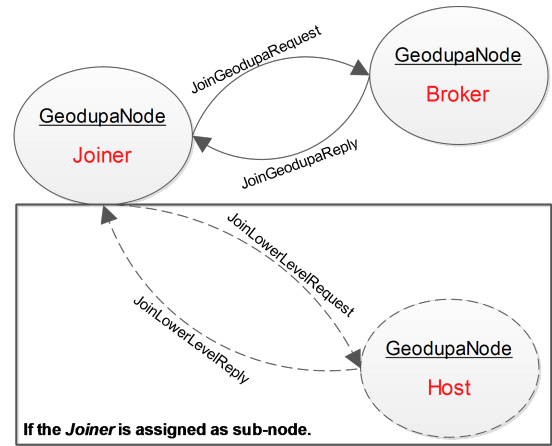 GeodupaNode
Joiner
JoinGeodupaRequest
GeodupaNode
Broker
JoinGeodupaReply
JoinLowerLevelRequest
JoinLowerLevelReply
GeodupaNode
Host
If the Joiner is assigned as sub-node.